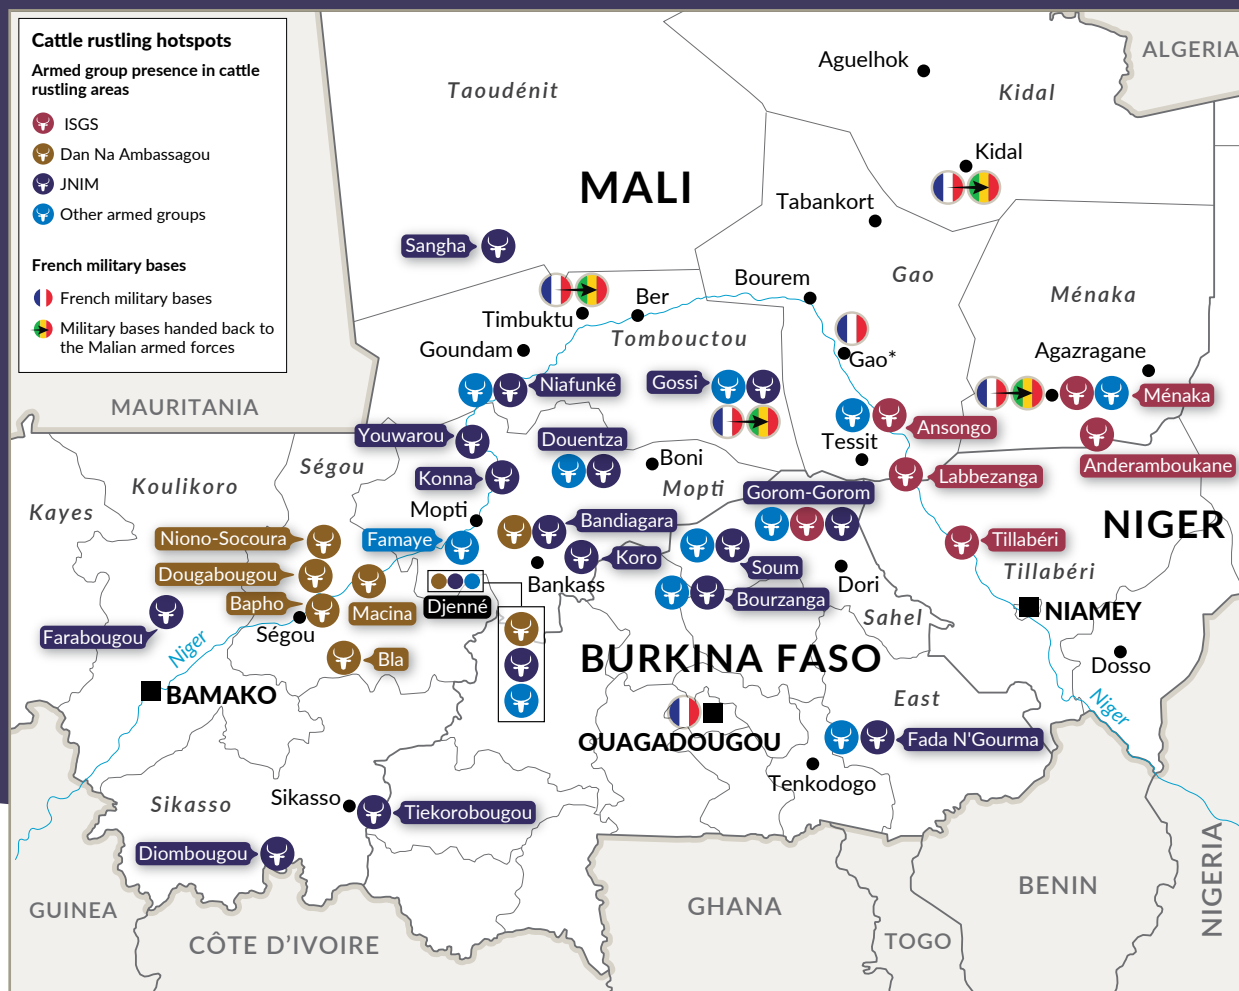 Cattle rustling hotspots
Armed group presence in cattle
rustling areas
ISGS
Dan Na Ambassagou
JNIM
Other armed groups
French military bases
French military bases
Military bases handed back to
the Malian armed forces
ALGERIA
Aguelhok
Taoudénit
Kidal
Kidal
MALI
Tabankort
Sangha
Gao
Bourem
Ber
Ménaka
Timbuktu
Tombouctou
Goundam
Gao*
Agazragane
Niafunké
Gossi
Ménaka
MAURITANIA
Ansongo
Youwarou
Douentza
Tessit
Anderamboukane
Ségou
Boni
Labbezanga
Koulikoro
Konna
Mopti
Gorom-Gorom
Kayes
Mopti
Bandiagara
NIGER
Niono-Socoura
Famaye
Tillabéri
Koro
Soum
Tillabéri
Dougabougou
Bankass
Dori
Bapho
Macina
Djenné
Bourzanga
Sahel
NIAMEY
Farabougou
Ségou
Niger
Bla
BURKINA FASO
Dosso
BAMAKO
East
Niger
OUAGADOUGOU
Fada N'Gourma
Tenkodogo
Sikasso
Sikasso
Tiekorobougou
Diombougou
NIGERIA
BENIN
GUINEA
GHANA
CÔTE D’IVOIRE
TOGO